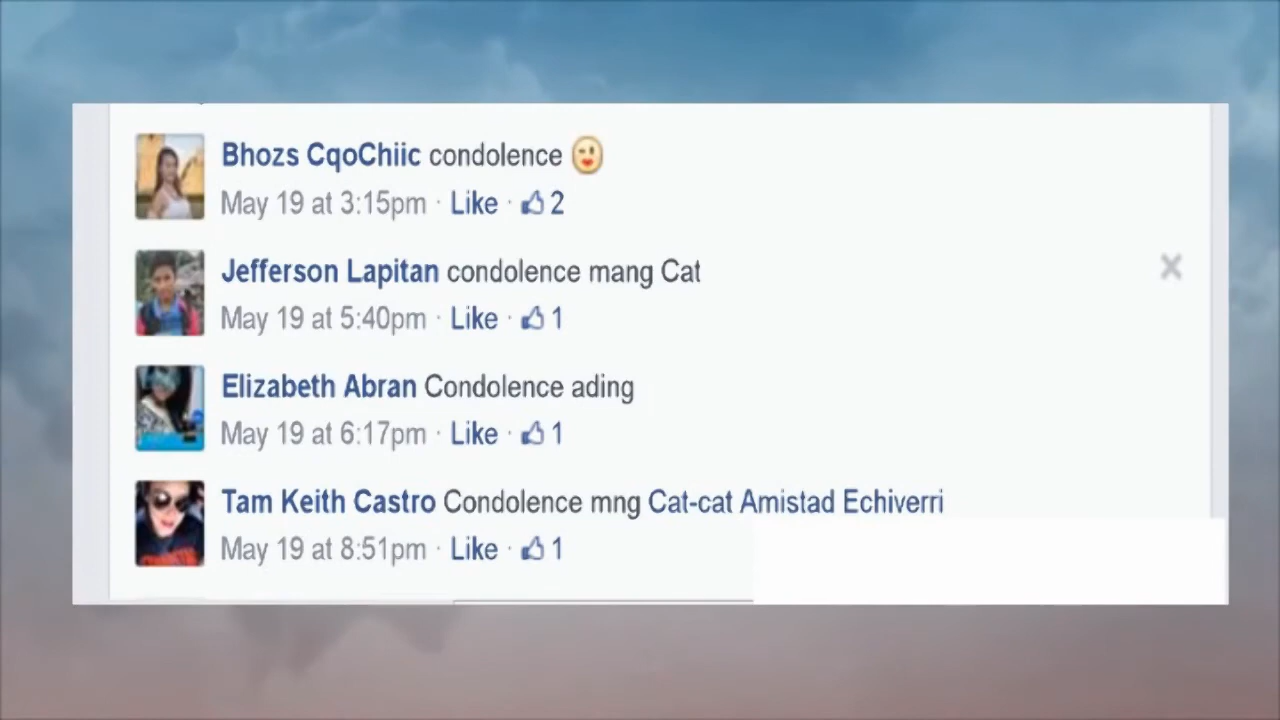 Bhozs CqoChiic condolence
May 19 at 3:15pm · Like · 2
Jefferson Lapitan condolence mang Cat
May 19 at 5:40pm · Like · 1
Elizabeth Abran Condolence ading
May 19 at 6:17pm · Like · 1
Tam Keith Castro Condolence mng Cat-cat Amistad Echiverri
May 19 at 8:51pm · Like · 1